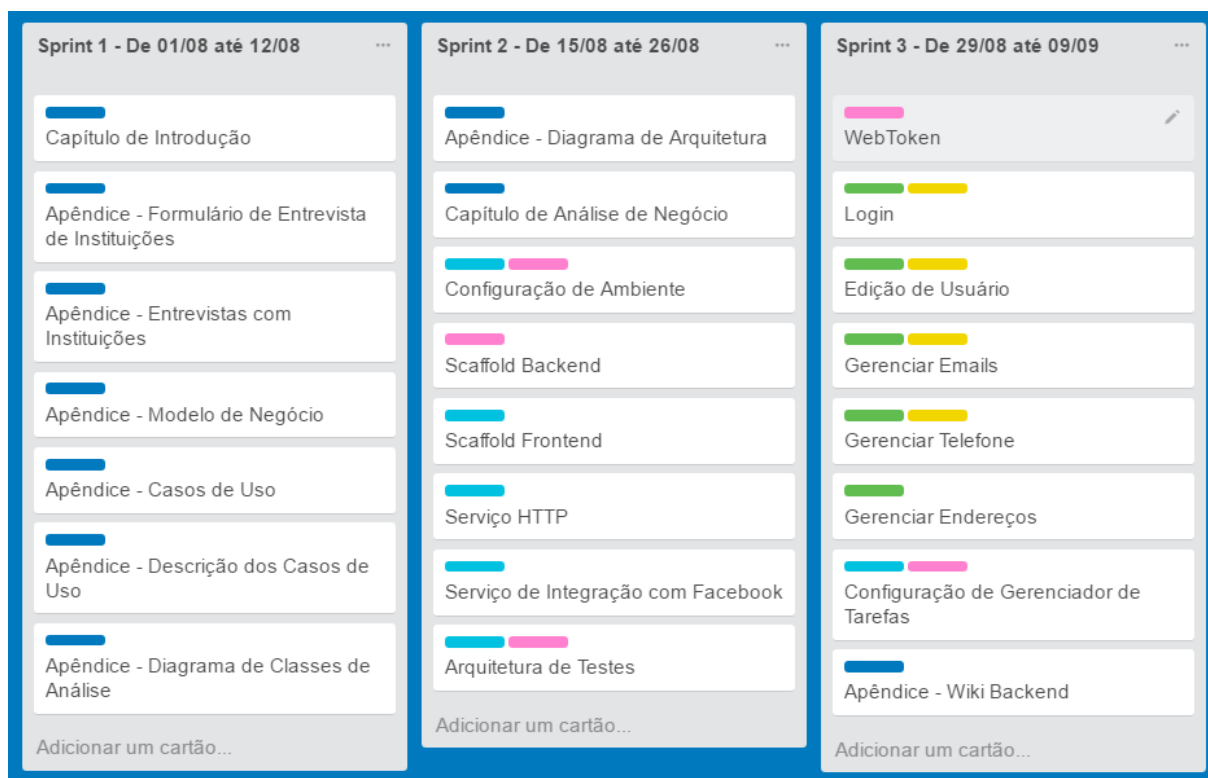 Sprint 1 - De 01/08 até 12/08
Capítulo de Introdução
Apêndice - Formulário de Entrevista
de Instituições
Apêndice - Entrevistas com
Instituições
Apêndice - Modelo de Negócio
Apêndice - Casos de Uso
Apêndice - Descrição dos Casos de
Uso
Apêndice - Diagrama de Classes de
Análise
Adicionar um cartão...
Sprint 2 - De 15/08 até 26/08
Apêndice - Diagrama de Arquitetura
Capítulo de Análise de Negócio
Configuração de Ambiente
Scaffold Backend
Scaffold Frontend
Serviço HTTP
Serviço de Integração com Facebook
Arquitetura de Testes
Adicionar um cartão...
Sprint 3 - De 29/08 até 09/09
WebToken
Login
Edição de Usuário
Gerenciar Emails
Gerenciar Telefone
Gerenciar Endereços
Configuração de Gerenciador de
Tarefas
Apêndice - Wiki Backend
Adicionar um cartão...